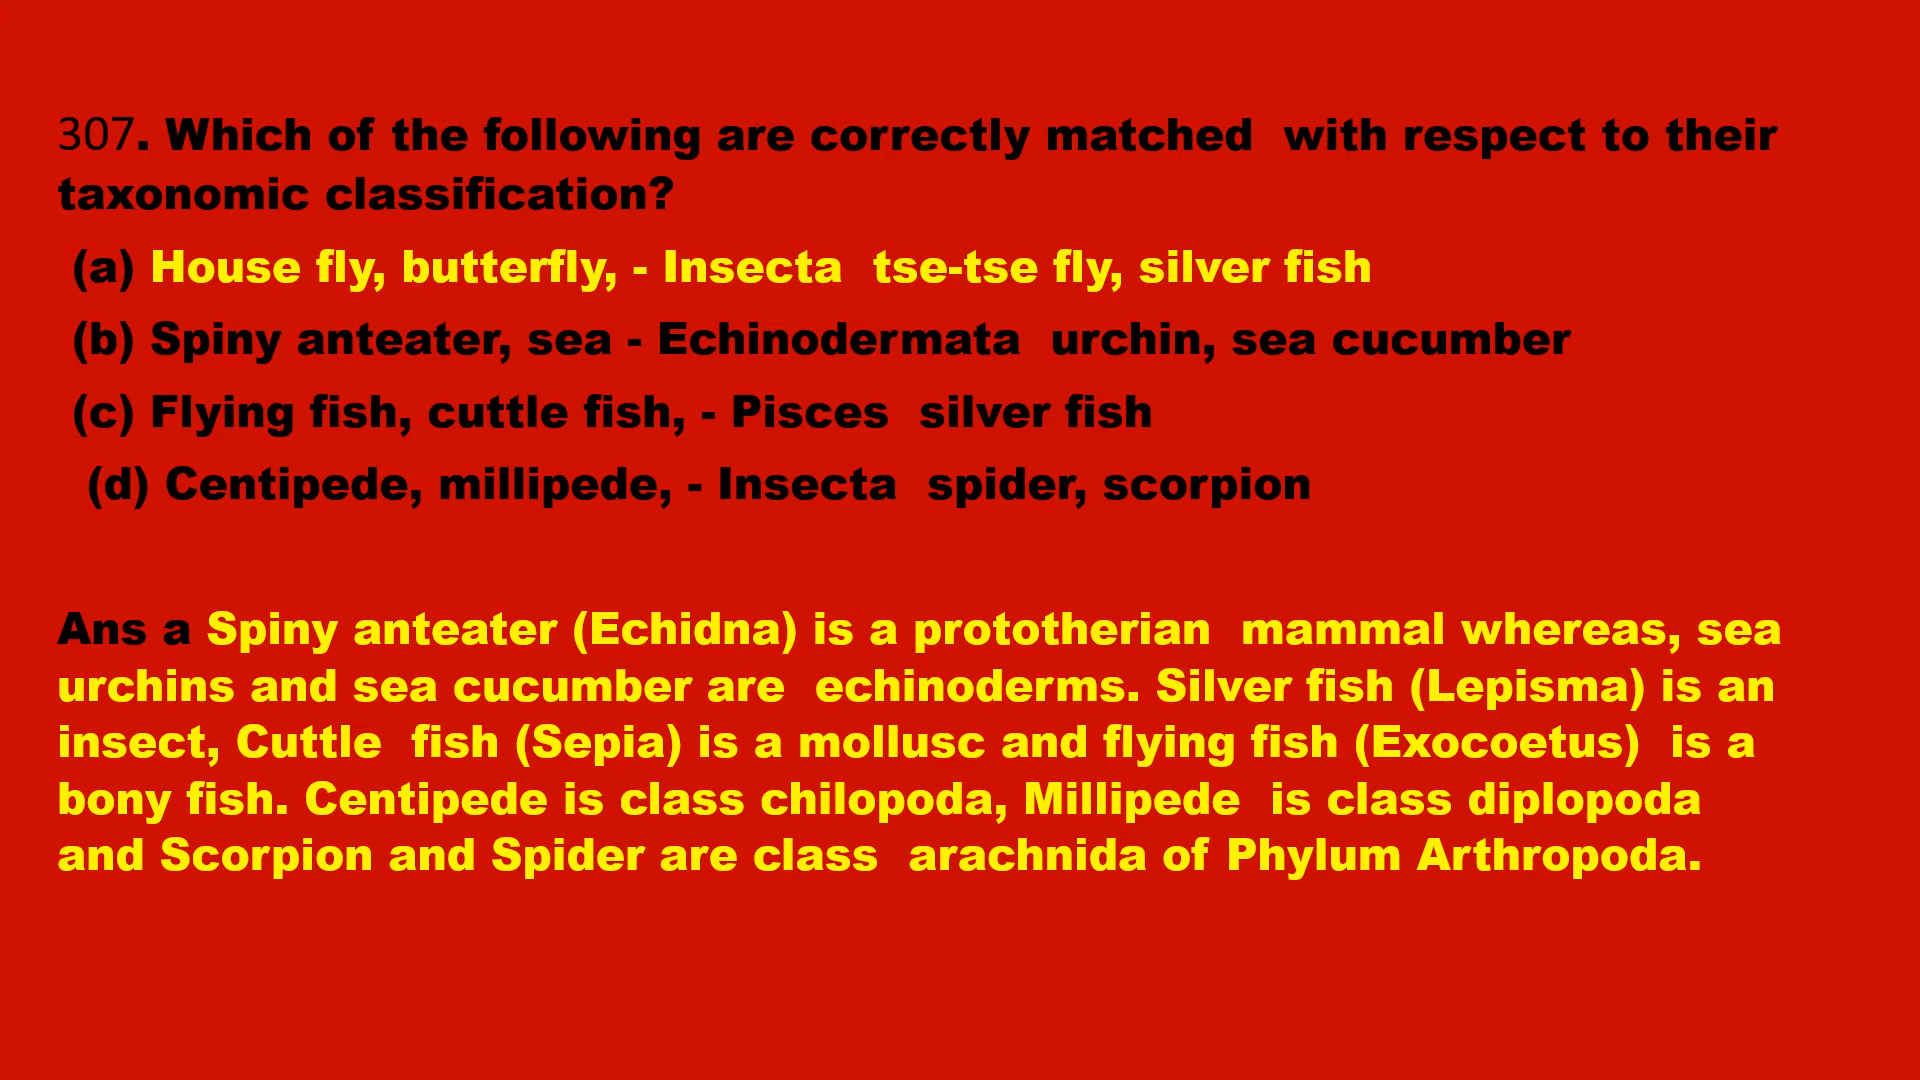 307. Which of the following are correctly matched with respect to their
taxonomic classification?
(a) House fly, butterfly, - Insecta tse-tse fly, silver fish
(b) Spiny anteater, sea - Echinodermata urchin, sea cucumber
(c) Flying fish, cuttle fish, - Pisces silver fish
(d) Centipede, millipede, - Insecta spider, scorpion
Ans a Spiny anteater (Echidna) is a prototherian mammal whereas, sea
urchins and sea cucumber are echinoderms. Silver fish (Lepisma) is an
insect, Cuttle fish (Sepia) is a mollusc and flying fish (Exocoetus) is a
bony fish. Centipede is class chilopoda, Millipede is class diplopoda
and Scorpion and Spider are class arachnida of Phylum Arthropoda.